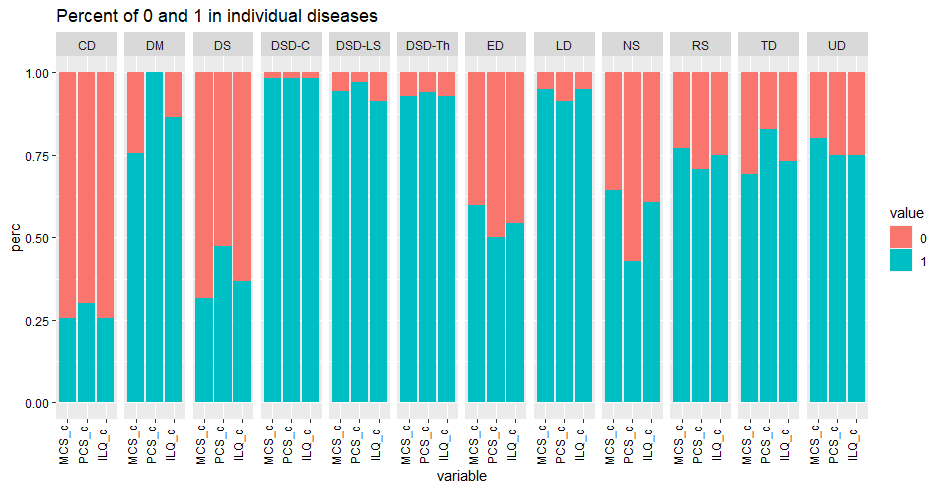 Percent of 0 and 1 in individual diseases
CD DM DS DSD-C DSD-LS DSD-Th ED LD NS RS TD UD
1.00
0.75
0.50
0.25
0.00
perc
MCS_c PCS_c ILQ_c MCS_c PCS_c ILQ_c MCS_c PCS_c ILQ_c MCS_c PCS_c ILQ_c MCS_c PCS_c ILQ_c MCS_c PCS_c ILQ_c MCS_c PCS_c ILQ_c MCS_c PCS_c ILQ_c MCS_c PCS_c ILQ_c MCS_c PCS_c ILQ_c MCS_c PCS_c ILQ_c MCS_c PCS_c ILQ_c
variable
value
0
1